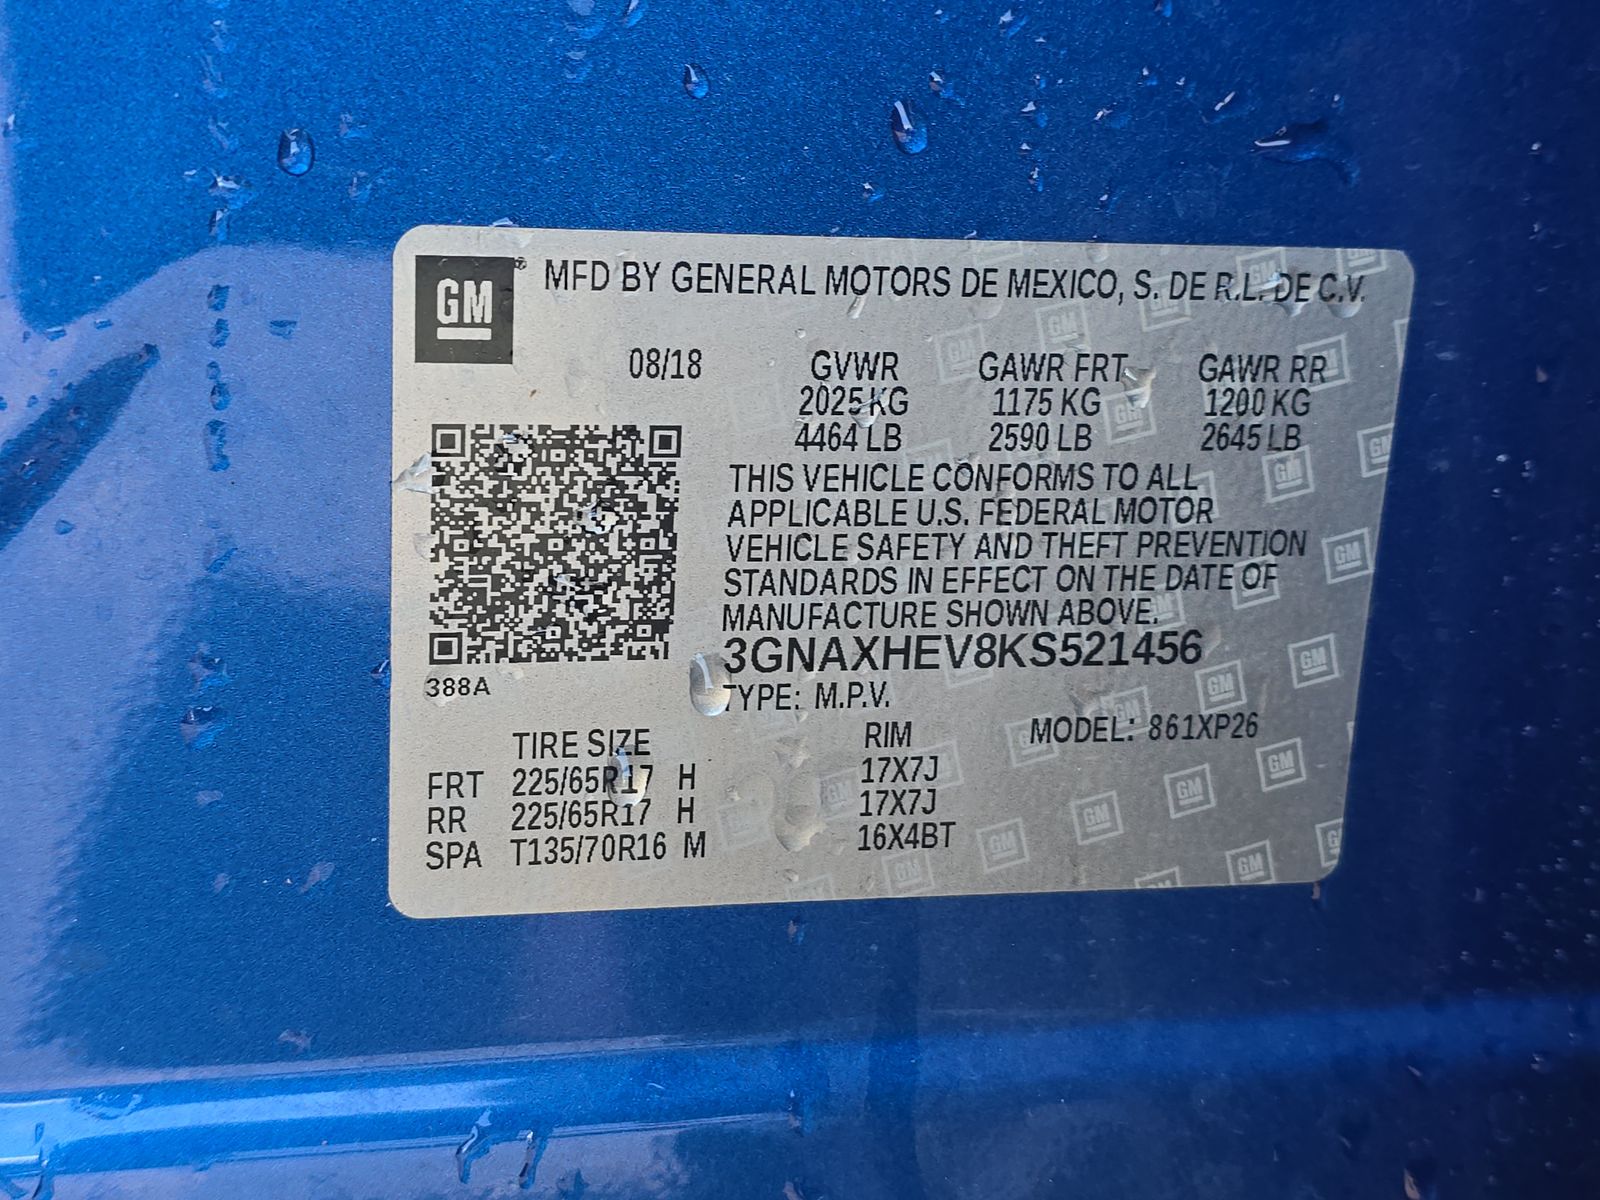 GM
MFD BY GENERAL MOTORS DE MEXICO, S. DE R.L. DE C.V.
08/18 GVWR GAWR FRT GAWR RR
2025 KG 1175 KG 1200 KG
4464 LB 2590 LB 2645 LB
THIS VEHICLE CONFORMS TO ALL
APPLICABLE U.S. FEDERAL MOTOR
VEHICLE SAFETY AND THEFT PREVENTION
STANDARDS IN EFFECT ON THE DATE OF
MANUFACTURE SHOWN ABOVE.
3GNAXHEV8KS521456
388A
TYPE: M.P.V.
MODEL: 861XP26
TIRE SIZE RIM
FRT 225/65R17 H 17X7J
RR 225/65R17 H 17X7J
SPA T135/70R16 M 16X4BT